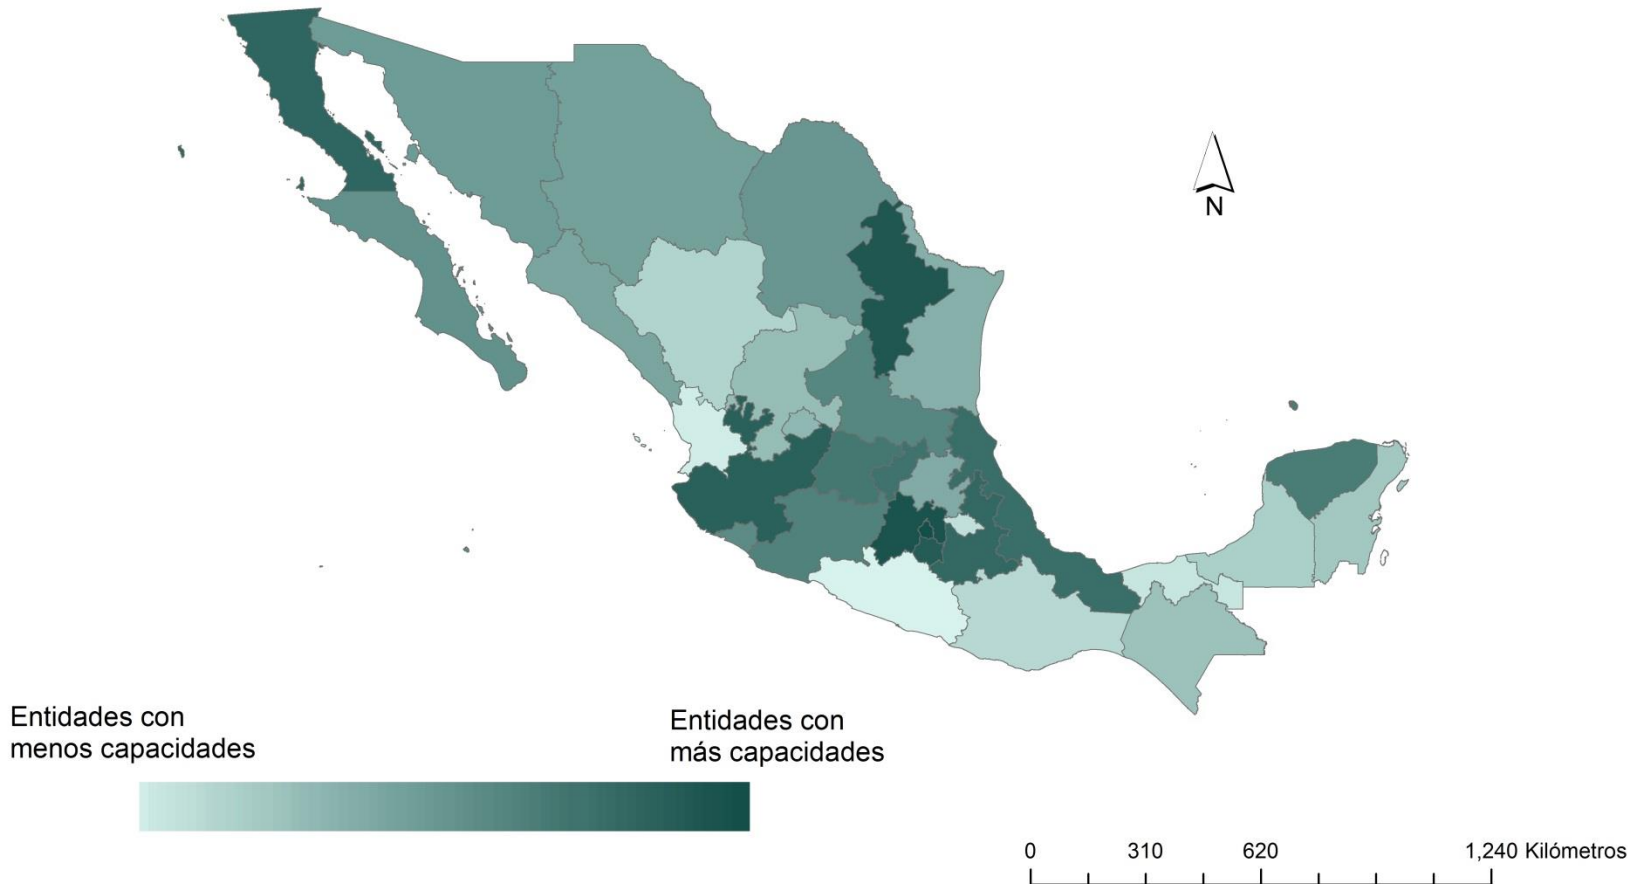 N
Entidades con
menos capacidades
Entidades con
más capacidades
0 310 620 1,240 Kilómetros